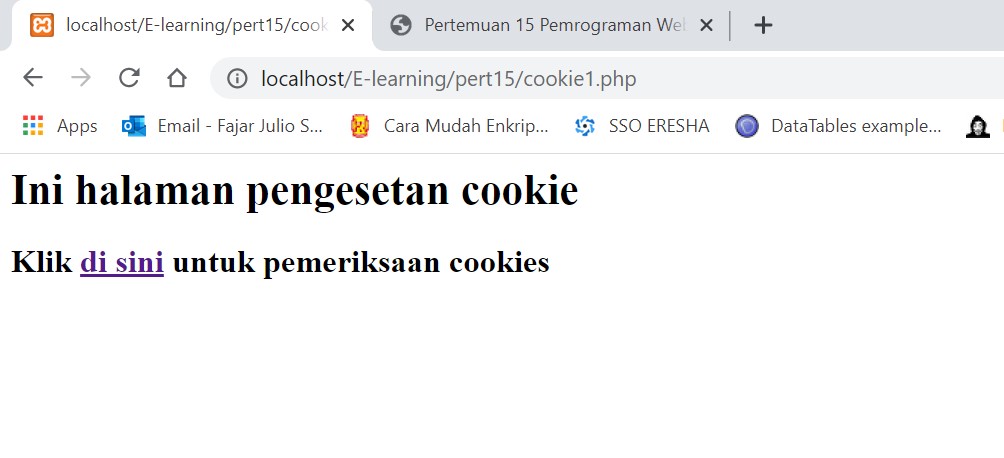 localhost/E-learning/pert15/cook
Pertemuan 15 Pemrograman Web
localhost/E-learning/pert15/cookie1.php
Apps
Email - Fajar Julio S...
Cara Mudah Enkrip...
SSO ERESHA
DataTables example...
Ini halaman pengesetan cookie
Klik di sini untuk pemeriksaan cookies